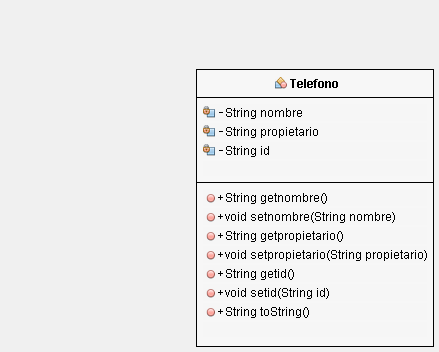 Telefono
- String nombre
- String propietario
- String id
+ String getnombre()
+ void setnombre(String nombre)
+ String getpropietario()
+ void setpropietario(String propietario)
+ String getid()
+ void setid(String id)
+ String toString()